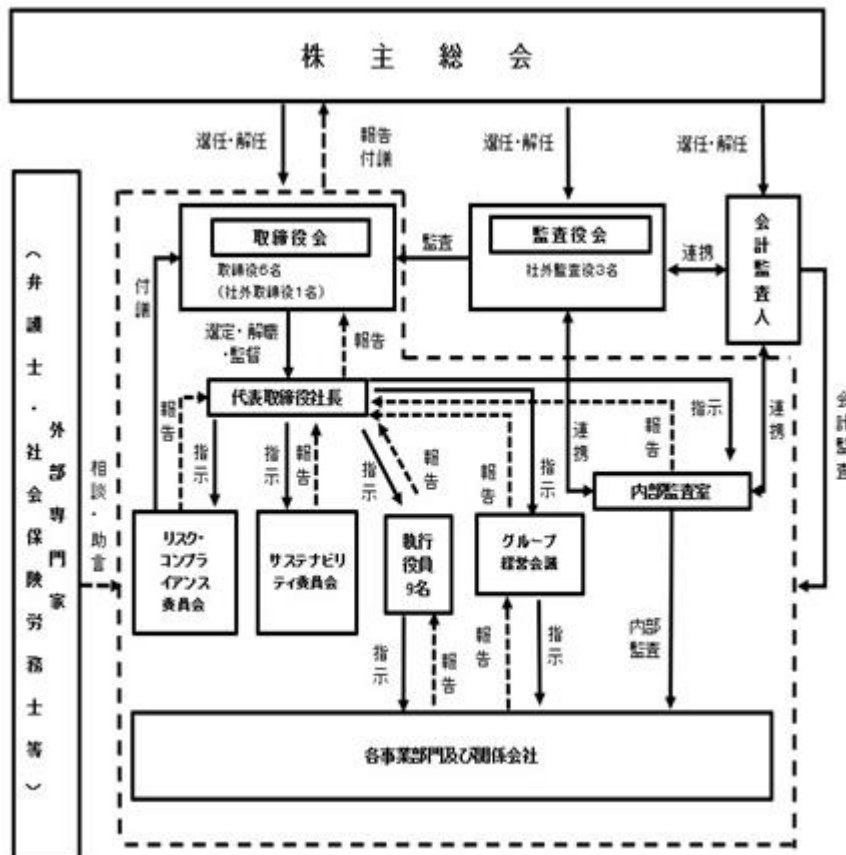 株主総会
選任・解任
報告
付議
選任・解任
選任・解任
取締役会
取締役6名
(社外取締役1名)
監査
監査役会
社外監査役3名
連携
会計監査人
付議
選定・解職
・監督
報告
代表取締役社長
報告
指示
指示
報告
指示
報告
報告
指示
連携
報告
指示
連携
会計監査
内部監査室
外部専門家
(弁護士・社会保険労務士等)
相談・助言
リスク・
コンプラ
イアンス
委員会
サステナビリ
ティ委員会
執行
役員
9名
グループ
経営会議
指示
報告
報告
指示
内部
監査
各事業部門及び関係会社